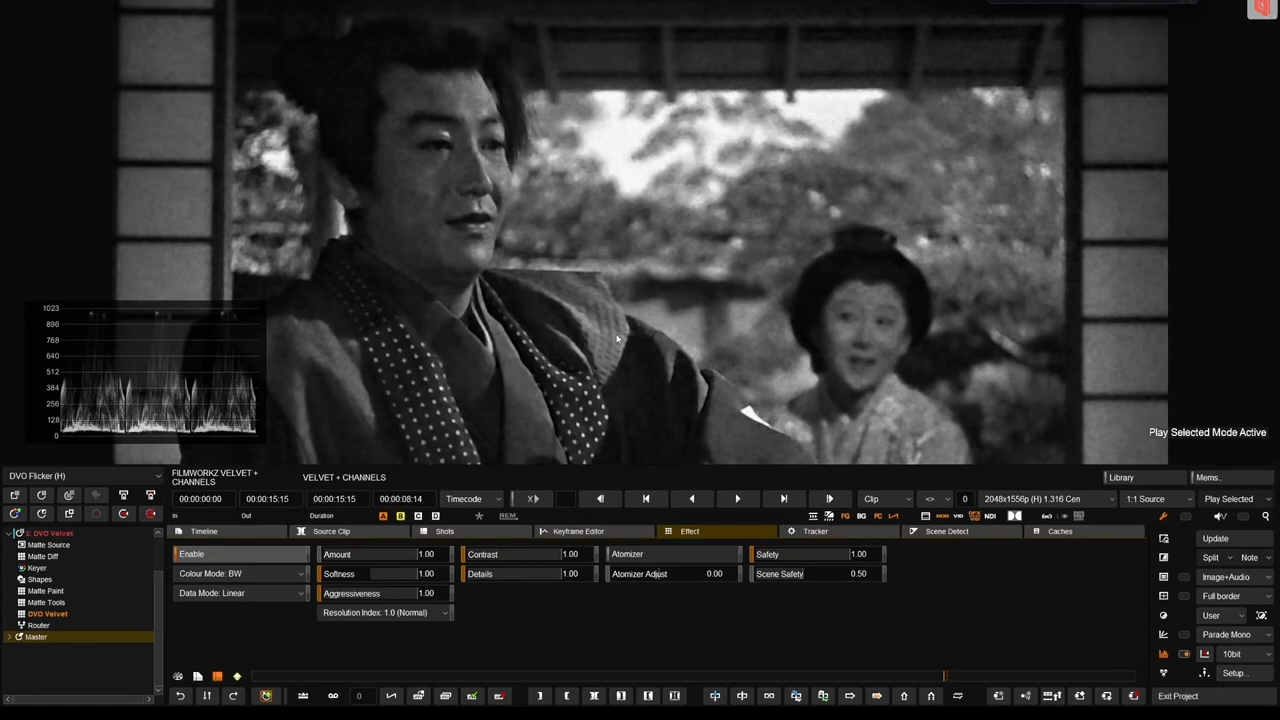 1023
896
768
640
512
384
256
128
0
Play Selected Mode Active
DVO Flicker (H)
FILMWORKZ VELVET + CHANNELS
VELVET + CHANNELS
Library
Mems..
00:00:00:00
00:00:15:15
00:00:15:15
00:00:08:14
Timecode
X
Clip
<>
0
2048x1556p (H) 1.316 Cen
1:1 Source
Play Selected
In
Out
Duration
A
B
C
D
REM
FG
BG
PC
VID
NDI
DVO Velvet
Timeline
Source Clip
Shots
Keyframe Editor
Effect
Tracker
Scene Detect
Caches
Matte Source
Matte Diff
Keyer
Shapes
Matte Paint
Matte Tools
DVO Velvet
Router
Master
Enable
Amount
1.00
Contrast
1.00
Atomizer
Safety
1.00
Colour Mode: BW
Softness
1.00
Details
1.00
Atomizer Adjust
0.00
Scene Safety
0.50
Data Mode: Linear
Aggressiveness
1.00
Resolution Index: 1.0 (Normal)
Update
Split
Note
Image+Audio
Full border
User
Parade Mono
10bit
Setup...
0
Exit Project